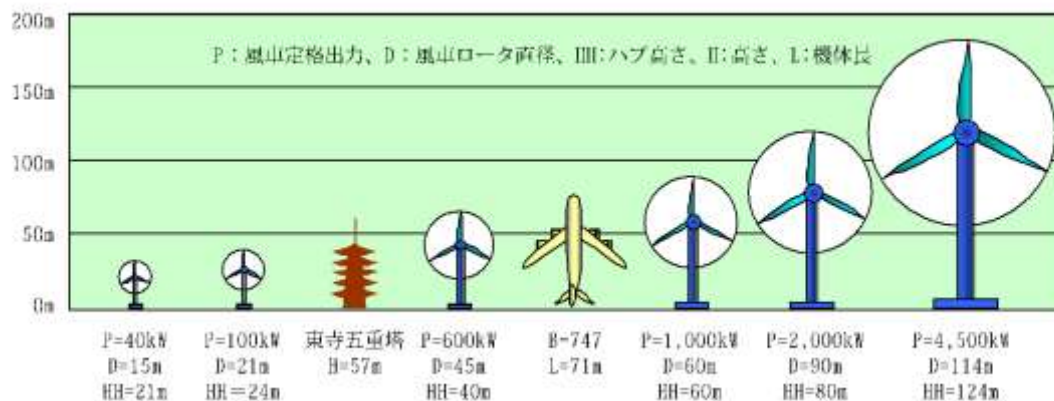 200m
P：風車定格出力、D：風車ロータ直径、HH：ハブ高さ、H：高さ、L：機体長
150m
100m
50m
0m
P=40kW
D=15m
HH=21m
P=100kW
D=21m
HH＝24m
東寺五重塔
H=57m
P=600kW
D=45m
HH=40m
B-747
L=71m
P=1,000kW
D=60m
HH=60m
P=2,000kW
D=90m
HH=80m
P=4,500kW
D=114m
HH=124m